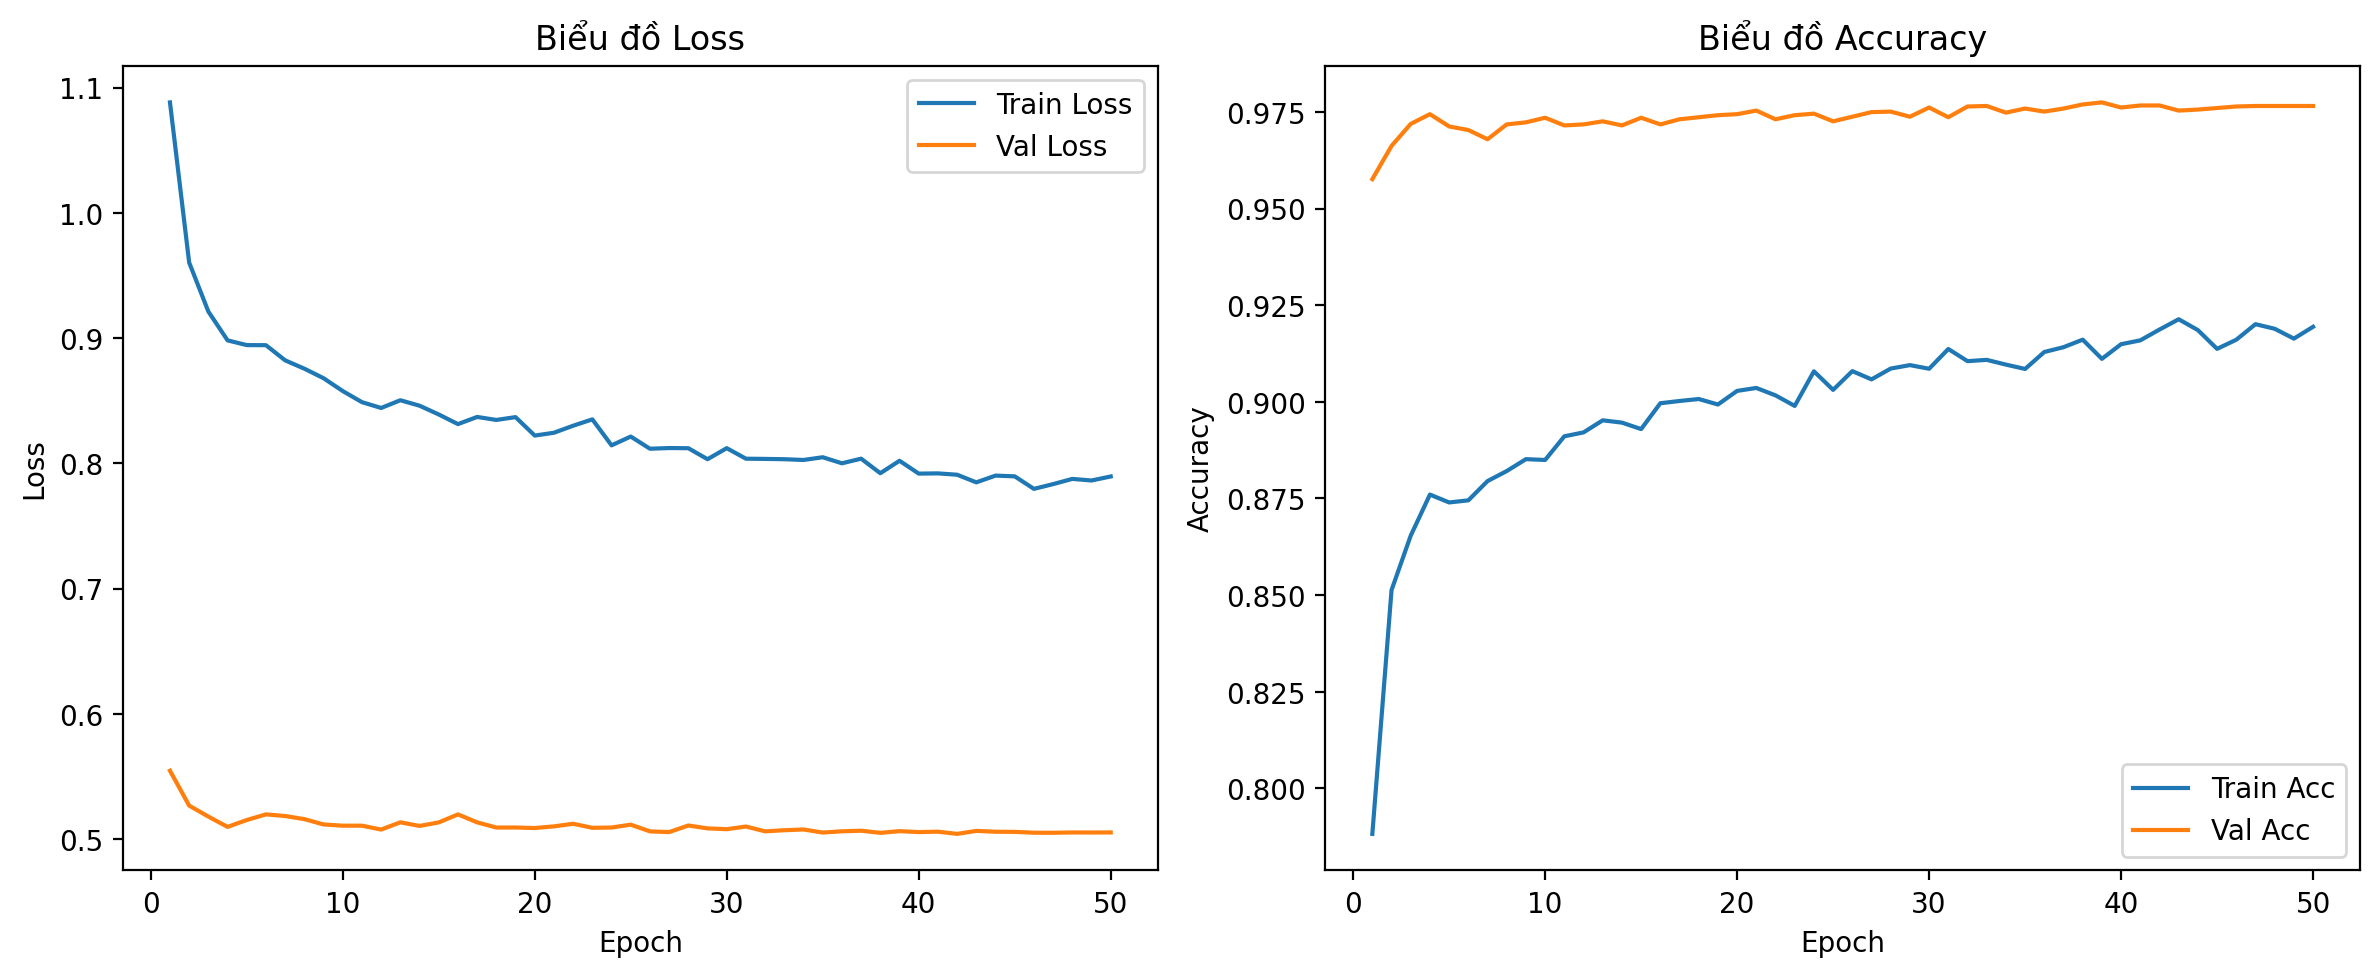 Biểu đồ Loss
1.1
1.0
0.9
0.8
0.7
0.6
0.5
Loss
0
10
20
30
40
50
Epoch
Train Loss
Val Loss
Biểu đồ Accuracy
0.975
0.950
0.925
0.900
0.875
0.850
0.825
0.800
Accuracy
0
10
20
30
40
50
Epoch
Train Acc
Val Acc